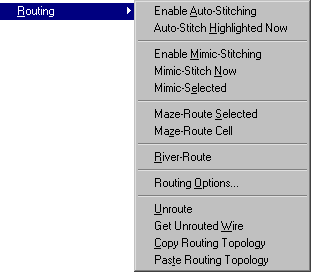 Routing
Enable Auto-Stitching
Auto-Stitch Highlighted Now
Enable Mimic-Stitching
Mimic-Stitch Now
Mimic-Selected
Maze-Route Selected
Maze-Route Cell
River-Route
Routing Options...
Unroute
Get Unrouted Wire
Copy Routing Topology
Paste Routing Topology